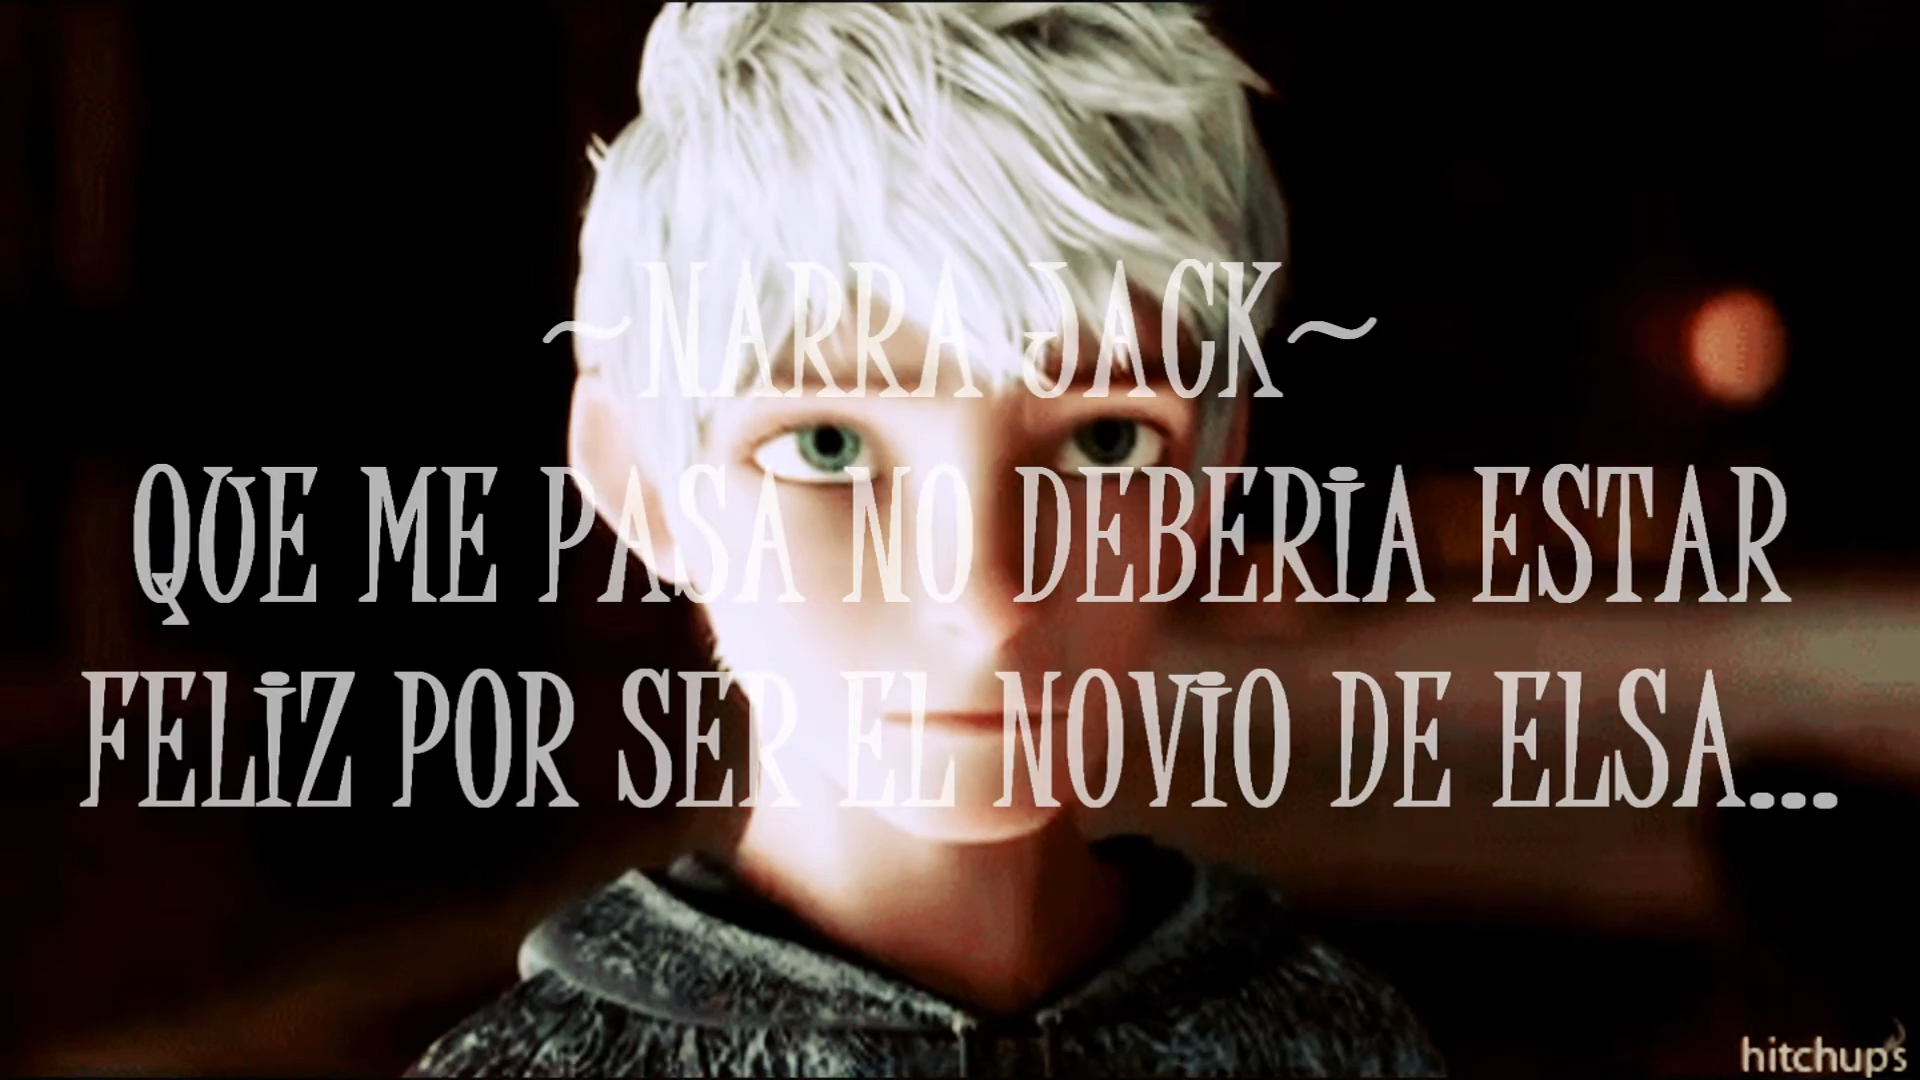 ~NARRA JACK~
QUE ME PASA NO DEBERIA ESTAR
FELIZ POR SER EL NOVIO DE ELSA...
hitchups